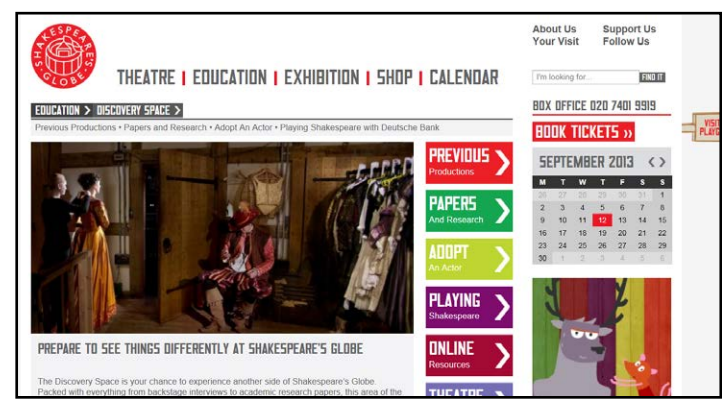 SHAKESPEARE'S
GLOBE
About Us Support Us
Your Visit Follow Us
THEATRE | EDUCATION | EXHIBITION | SHOP | CALENDAR
I'm looking for... FIND IT
EDUCATION > DISCOVERY SPACE >
BOX OFFICE 020 7401 9919
Previous Productions • Papers and Research • Adopt An Actor • Playing Shakespeare with Deutsche Bank
BOOK TICKETS »
VISIT
PREVIOUS
Productions
PAPERS
And Research
ADOPT
An Actor
PLAYING
Shakespeare
ONLINE
Resources
THEATRE
SEPTEMBER 2013 < >
M T W T F S S
26 27 28 29 30 31 1
2 3 4 5 6 7 8
9 10 11 12 13 14 15
16 17 18 19 20 21 22
23 24 25 26 27 28 29
30 1 2 3 4 5 6
PREPARE TO SEE THINGS DIFFERENTLY AT SHAKESPEARE'S GLOBE
The Discovery Space is your chance to experience another side of Shakespeare's Globe.
Packed with everything from backstage interviews to academic research papers, this area of the